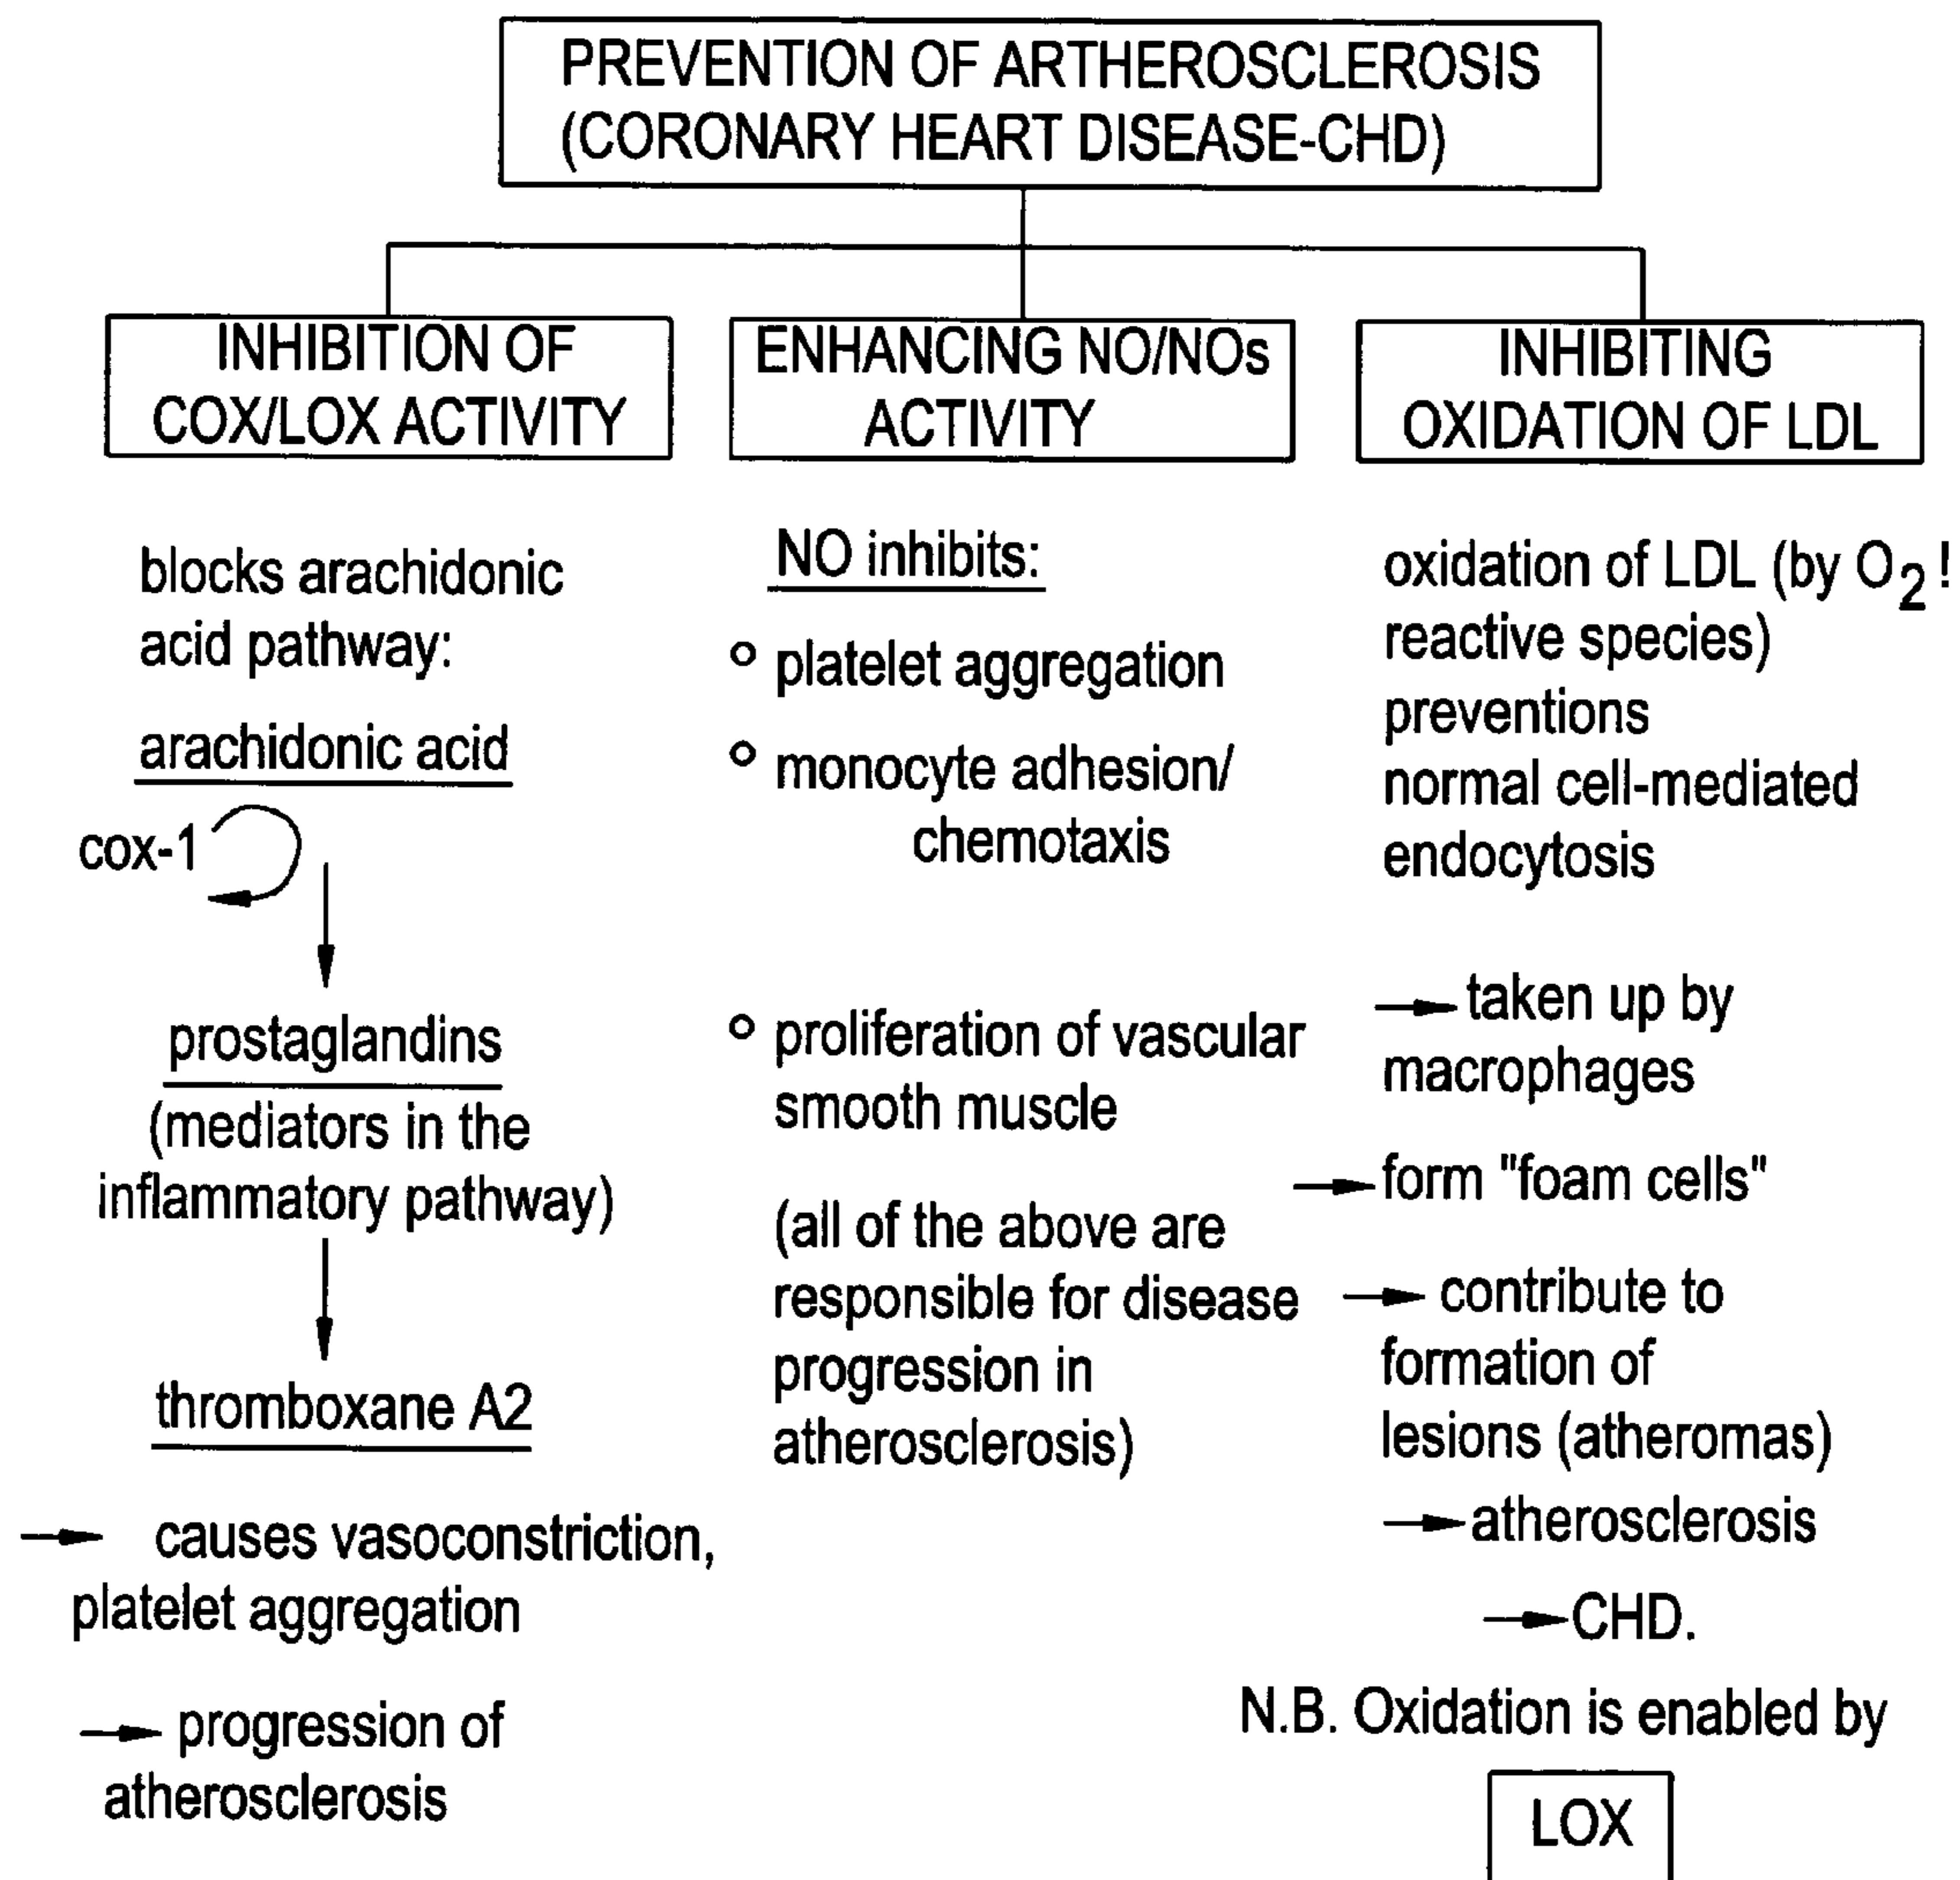 PREVENTION OF ARTHEROSCLEROSIS
(CORONARY HEART DISEASE-CHD)
INHIBITION OF
COX/LOX ACTIVITY
blocks arachidonic
acid pathway:
arachidonic acid
cox-1
prostaglandins
(mediators in the
inflammatory pathway)
thromboxane A2
causes vasoconstriction,
platelet aggregation
progression of
atherosclerosis
ENHANCING NO/NOs
ACTIVITY
NO inhibits:
platelet aggregation
monocyte adhesion/
chemotaxis
proliferation of vascular
smooth muscle
(all of the above are
responsible for disease
progression in
atherosclerosis)
INHIBITING
OXIDATION OF LDL
oxidation of LDL (by O2 !
reactive species)
preventions
normal cell-mediated
endocytosis
→ taken up by
macrophages
→ form "foam cells"
→ contribute to
formation of
lesions (atheromas)
→ atherosclerosis
→ CHD.
N.B. Oxidation is enabled by
LOX